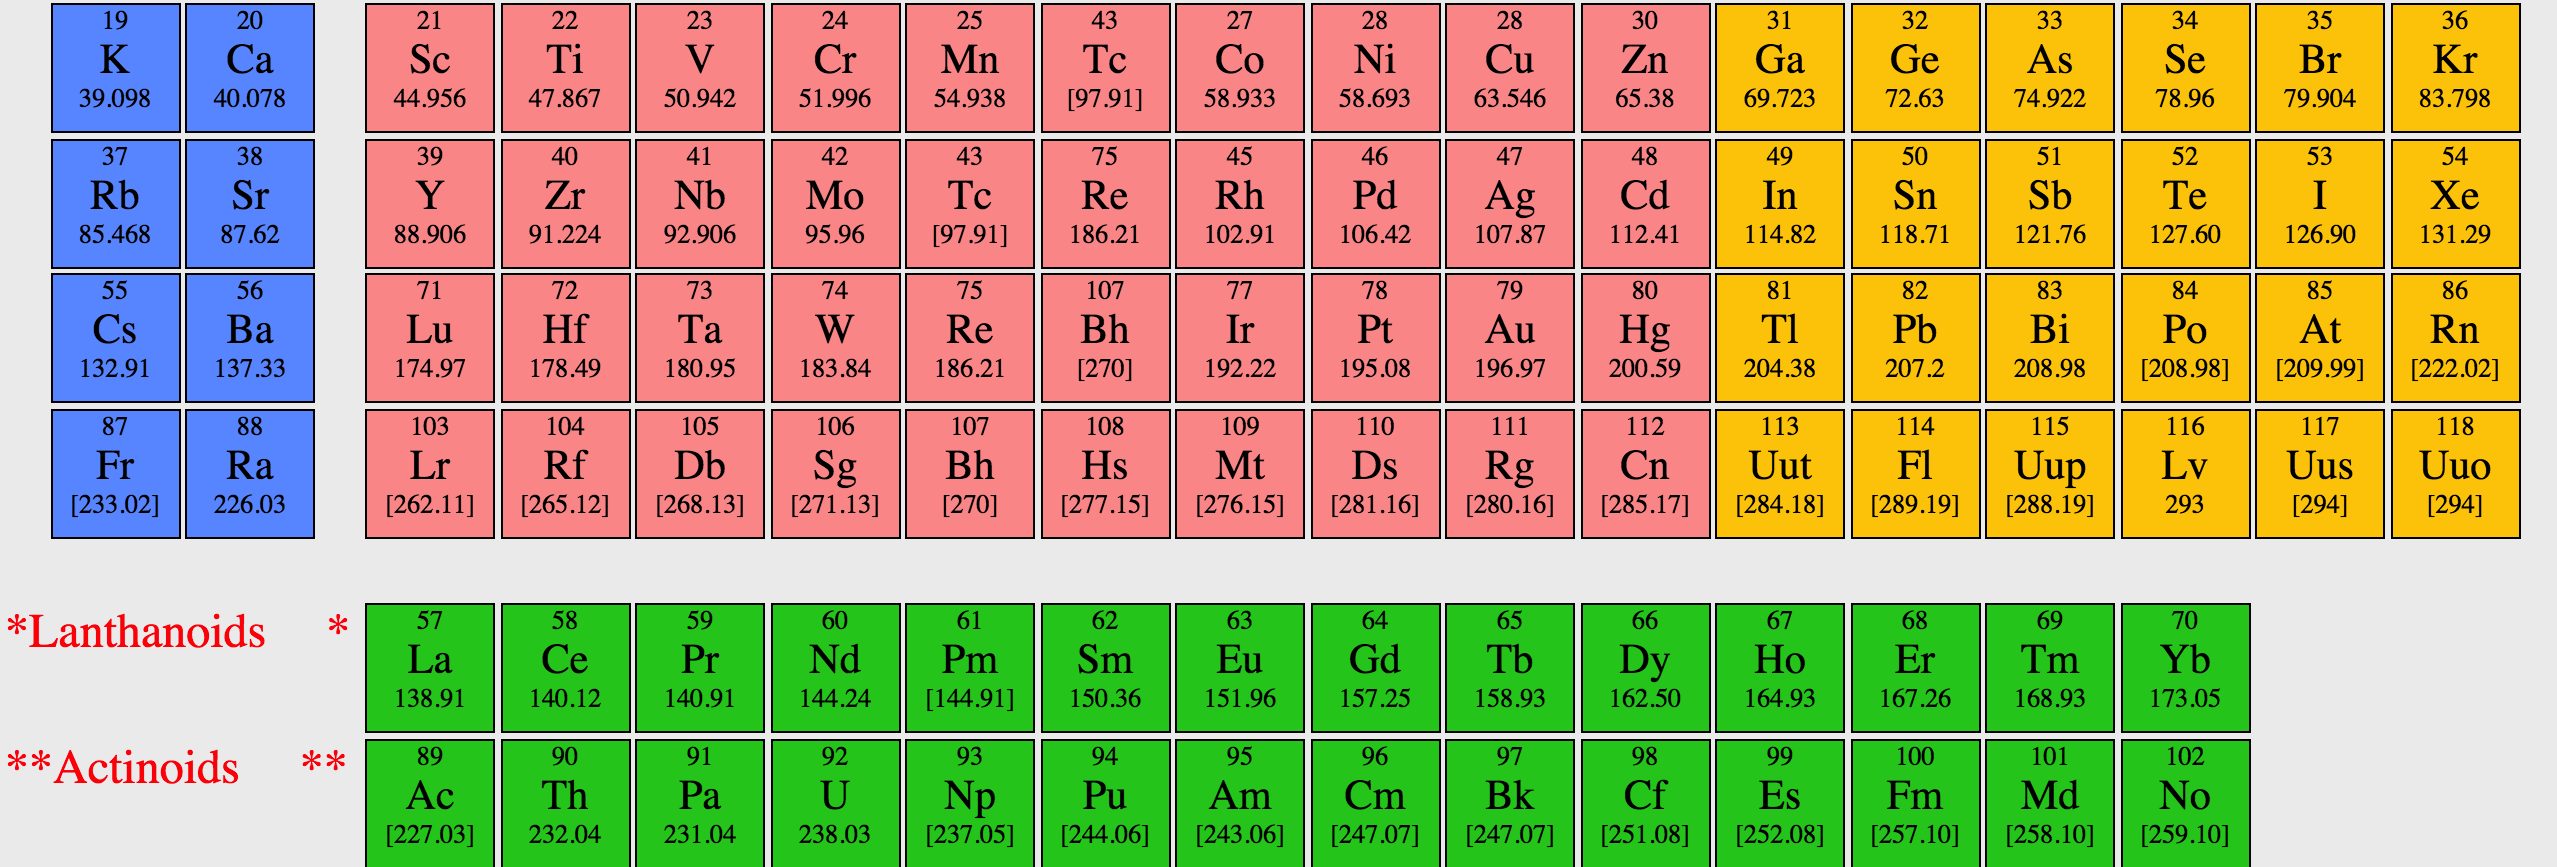 19 20 21 22 23 24 25 43 27 28 28 30 31 32 33 34 35 36
K Ca Sc Ti V Cr Mn Tc Co Ni Cu Zn Ga Ge As Se Br Kr
39.098 40.078 44.956 47.867 50.942 51.996 54.938 [97.91] 58.933 58.693 63.546 65.38 69.723 72.63 74.922 78.96 79.904 83.798
37 38 39 40 41 42 43 75 45 46 47 48 49 50 51 52 53 54
Rb Sr Y Zr Nb Mo Tc Re Rh Pd Ag Cd In Sn Sb Te I Xe
85.468 87.62 88.906 91.224 92.906 95.96 [97.91] 186.21 102.91 106.42 107.87 112.41 114.82 118.71 121.76 127.60 126.90 131.29
55 56 71 72 73 74 75 107 77 78 79 80 81 82 83 84 85 86
Cs Ba Lu Hf Ta W Re Bh Ir Pt Au Hg Tl Pb Bi Po At Rn
132.91 137.33 174.97 178.49 180.95 183.84 186.21 [270] 192.22 195.08 196.97 200.59 204.38 207.2 208.98 [208.98] [209.99] [222.02]
87 88 103 104 105 106 107 108 109 110 111 112 113 114 115 116 117 118
Fr Ra Lr Rf Db Sg Bh Hs Mt Ds Rg Cn Uut Fl Uup Lv Uus Uuo
[233.02] 226.03 [262.11] [265.12] [268.13] [271.13] [270] [277.15] [276.15] [281.16] [280.16] [285.17] [284.18] [289.19] [288.19] 293 [294] [294]
57 58 59 60 61 62 63 64 65 66 67 68 69 70
*Lanthanoids * La Ce Pr Nd Pm Sm Eu Gd Tb Dy Ho Er Tm Yb
138.91 140.12 140.91 144.24 [144.91] 150.36 151.96 157.25 158.93 162.50 164.93 167.26 168.93 173.05
89 90 91 92 93 94 95 96 97 98 99 100 101 102
**Actinoids ** Ac Th Pa U Np Pu Am Cm Bk Cf Es Fm Md No
[227.03] 232.04 231.04 238.03 [237.05] [244.06] [243.06] [247.07] [247.07] [251.08] [252.08] [257.10] [258.10] [259.10]